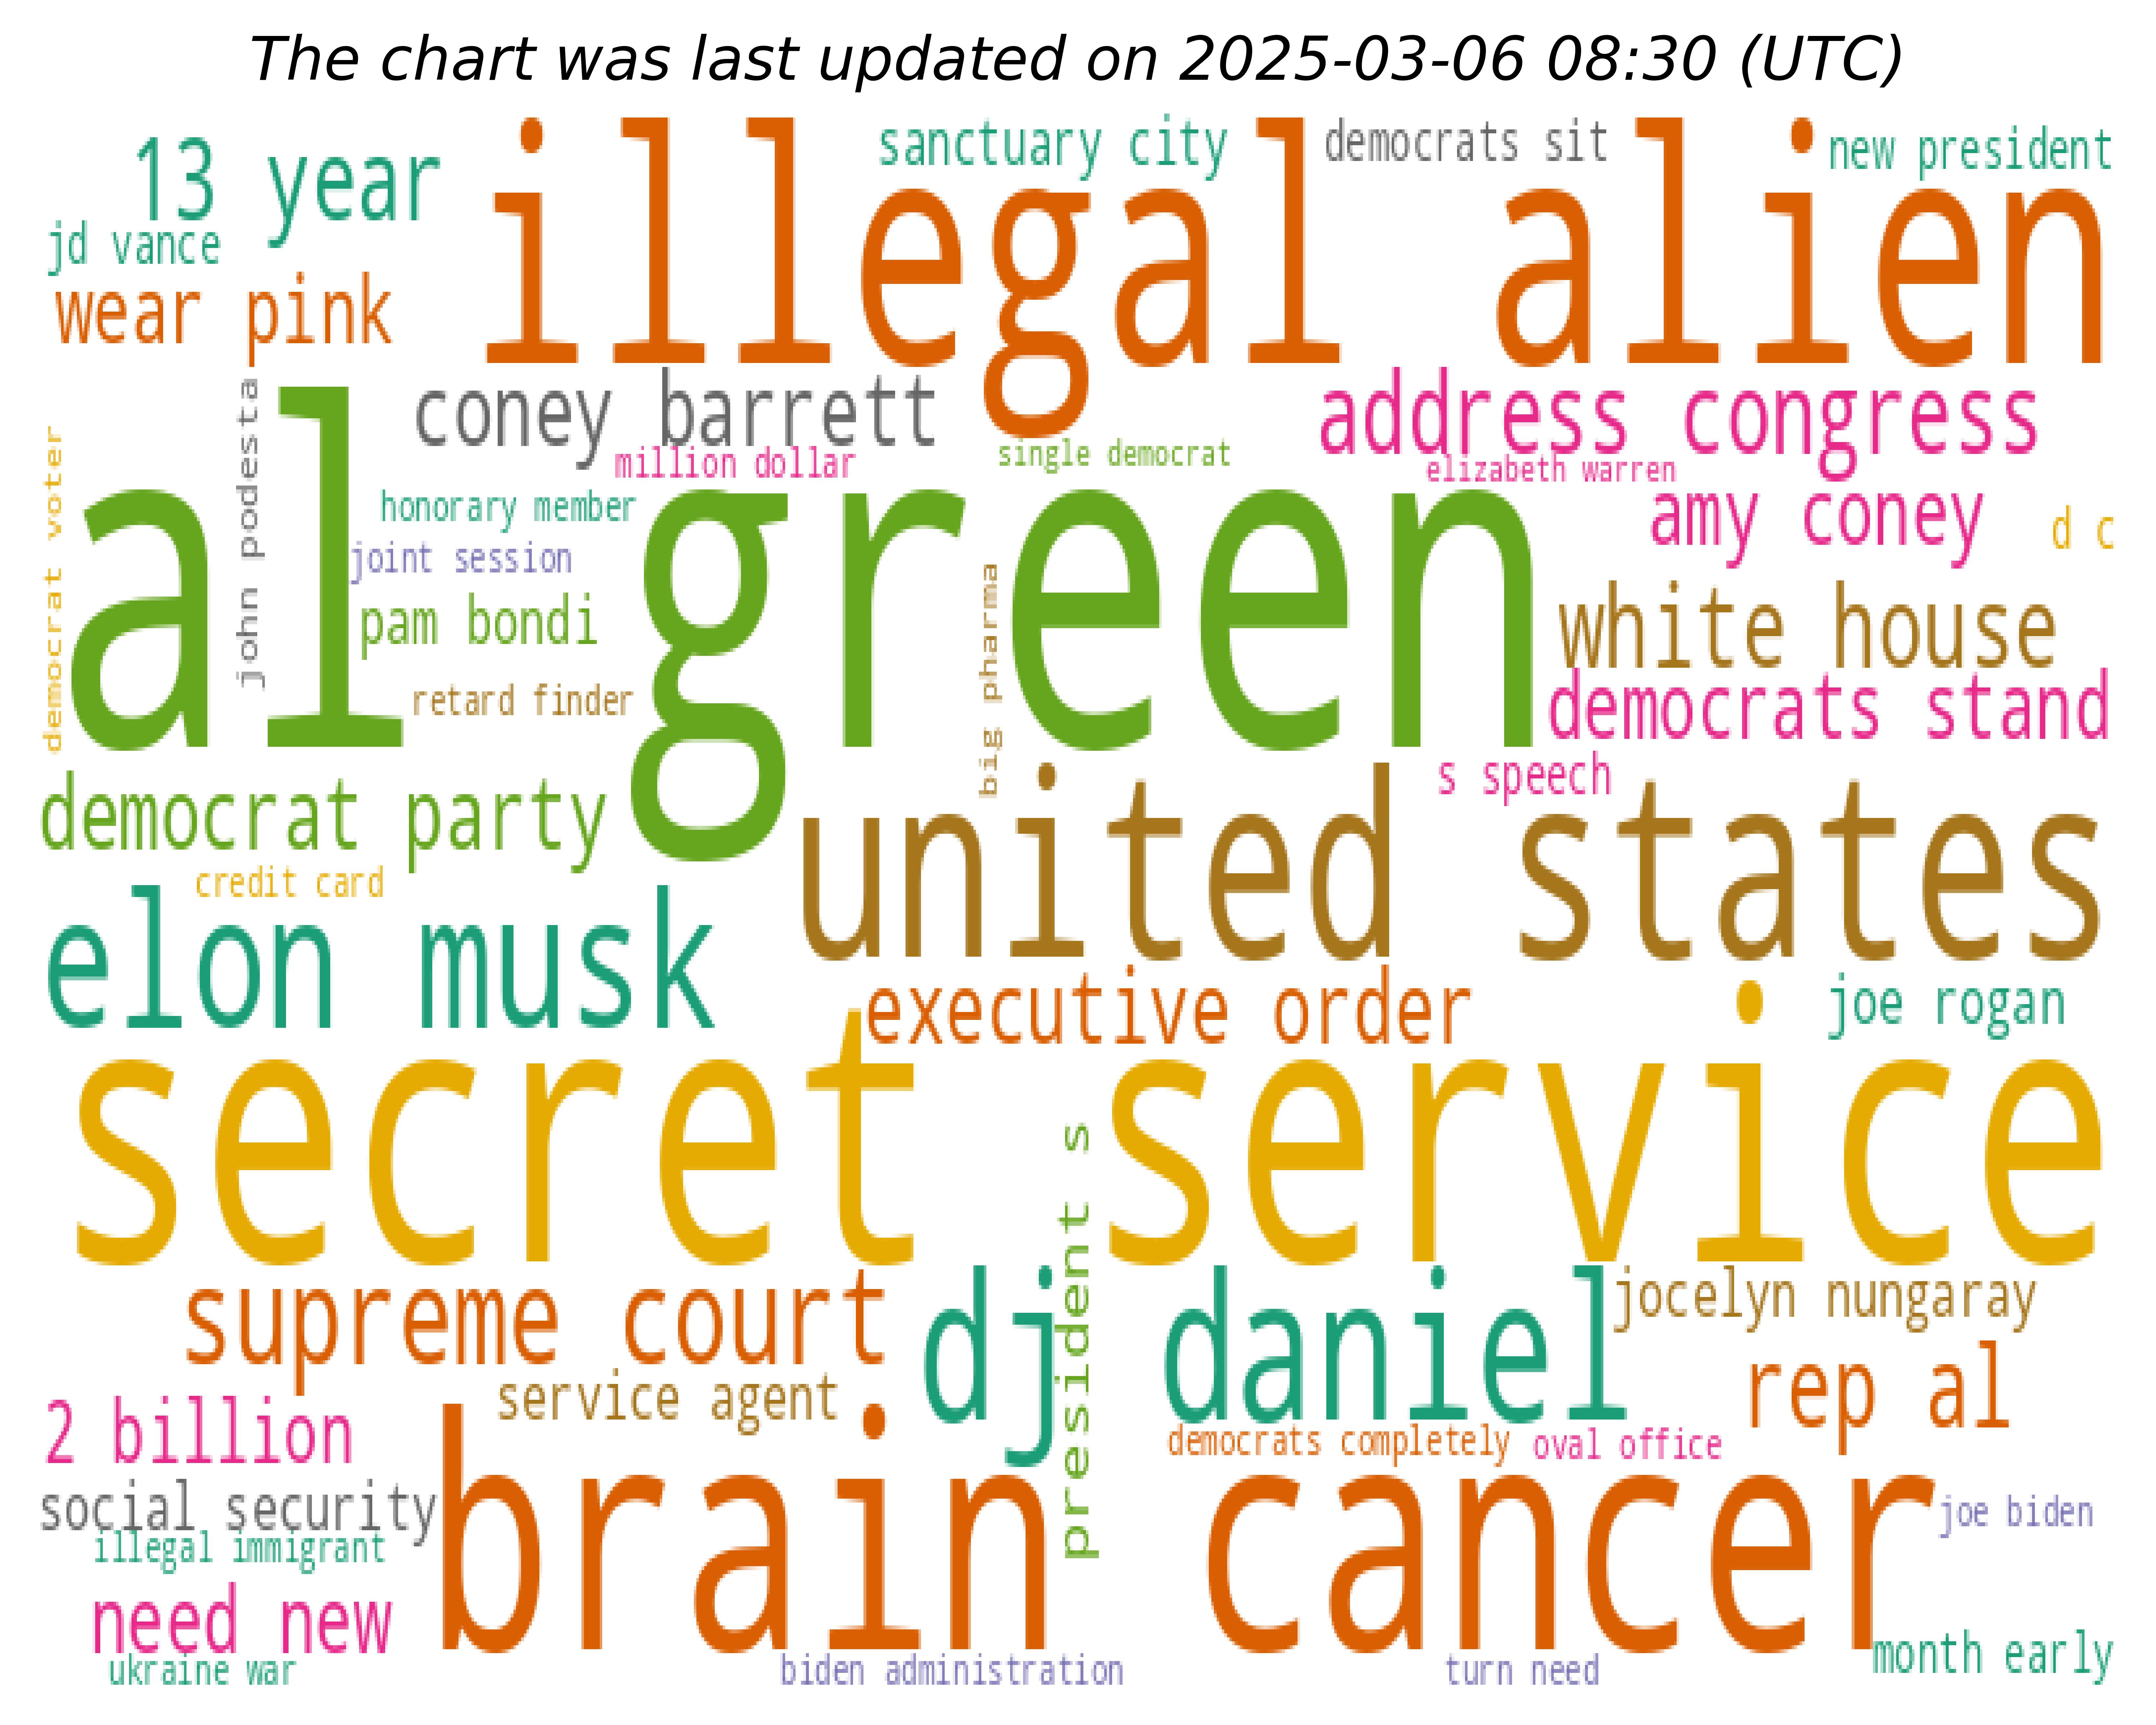 The chart was last updated on 2025-03-06 08:30 (UTC)
13 year
illegal alien
sanctuary city
democrats sit
new president
jd vance
wear pink
coney barrett
address congress
million dollar
single democrat
elizabeth warren
democrat voter
john podesta
al green
honorary member
amy coney
d c
joint session
pam bondi
big pharma
white house
retard finder
democrats stand
s speech
democrat party
united states
credit card
elon musk
executive order
joe rogan
secret service
president s
supreme court
dj daniel
jocelyn nungaray
service agent
rep al
2 billion
democrats completely
oval office
brain cancer
social security
joe biden
illegal immigrant
need new
month early
ukraine war
biden administration
turn need